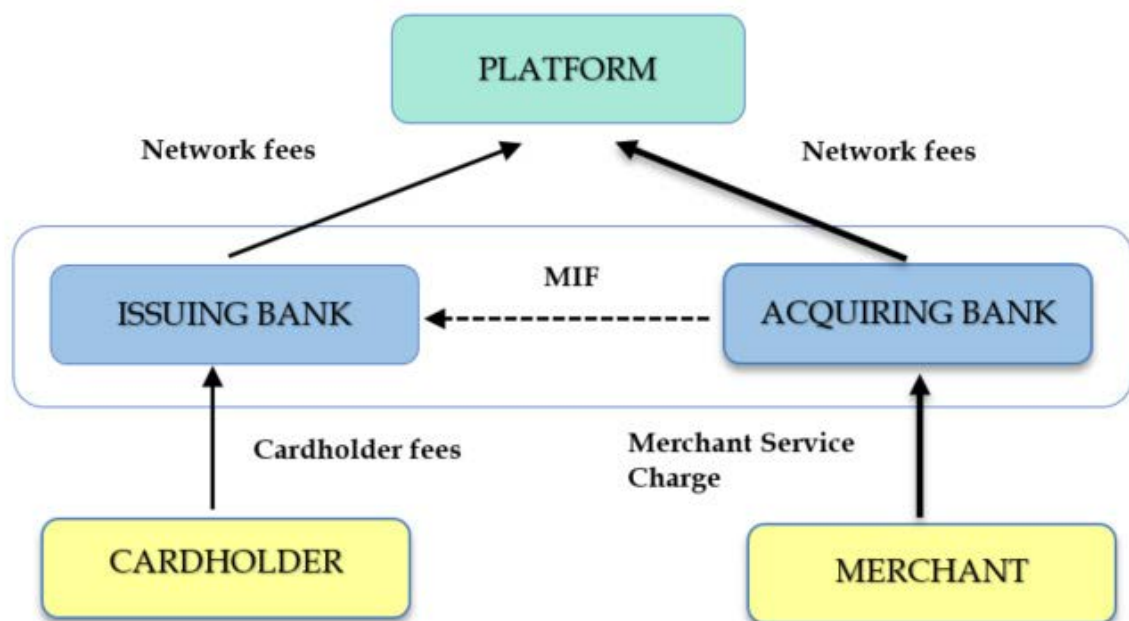 PLATFORM
Network fees
Network fees
MIF
ISSUING BANK
ACQUIRING BANK
Cardholder fees
Merchant Service
Charge
CARDHOLDER
MERCHANT